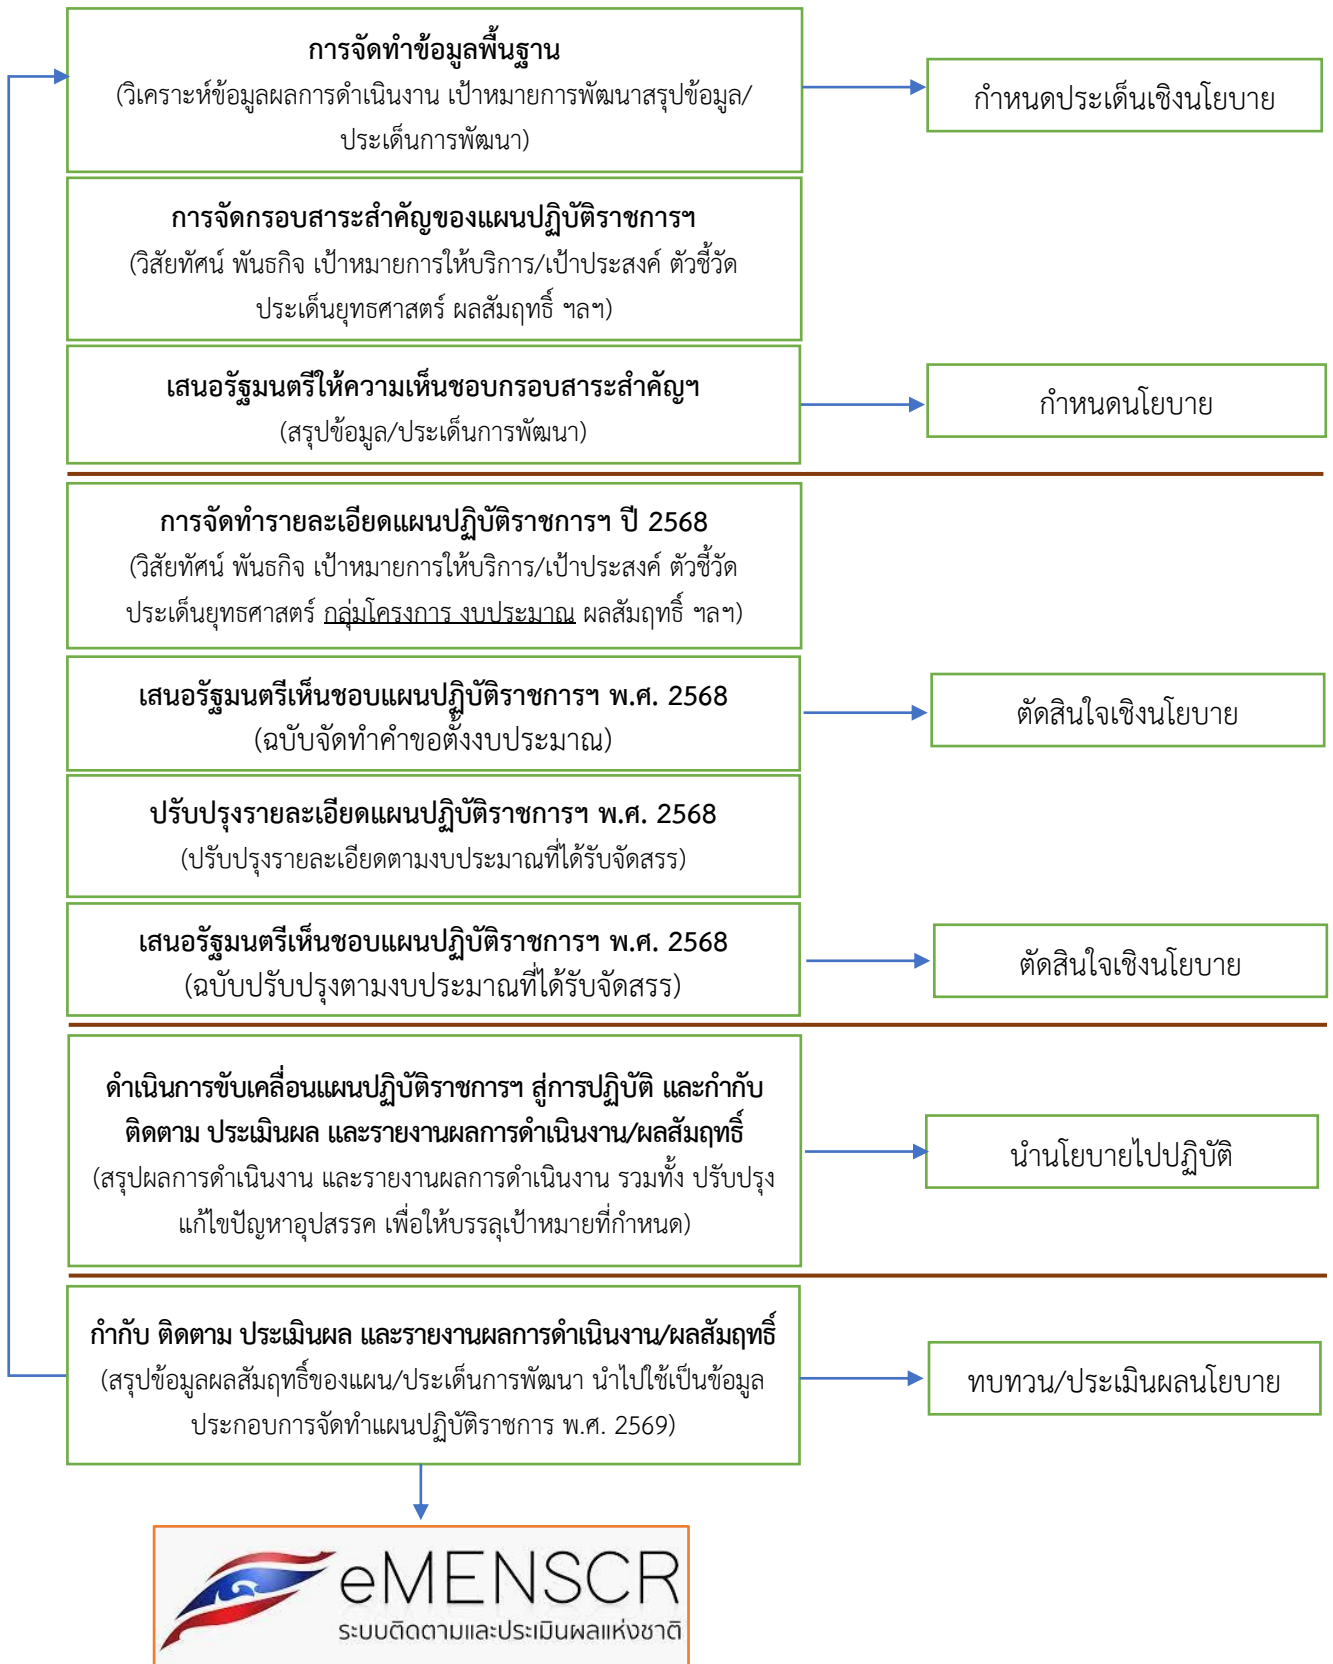 การจัดทำข้อมูลพื้นฐาน
(วิเคราะห์ข้อมูลผลการดำเนินงาน เป้าหมายการพัฒนาสรุปข้อมูล/
ประเด็นการพัฒนา)
กำหนดประเด็นเชิงนโยบาย
การจัดกรอบสาระสำคัญของแผนปฏิบัติราชการฯ
(วิสัยทัศน์ พันธกิจ เป้าหมายการให้บริการ/เป้าประสงค์ ตัวชี้วัด
ประเด็นยุทธศาสตร์ ผลสัมฤทธิ์ ฯลฯ)
เสนอรัฐมนตรีให้ความเห็นชอบกรอบสาระสำคัญฯ
(สรุปข้อมูล/ประเด็นการพัฒนา)
กำหนดนโยบาย
การจัดทำรายละเอียดแผนปฏิบัติราชการฯ ปี 2568
(วิสัยทัศน์ พันธกิจ เป้าหมายการให้บริการ/เป้าประสงค์ ตัวชี้วัด
ประเด็นยุทธศาสตร์ กลุ่มโครงการ งบประมาณ ผลสัมฤทธิ์ ฯลฯ)
เสนอรัฐมนตรีเห็นชอบแผนปฏิบัติราชการฯ พ.ศ. 2568
(ฉบับจัดทำคำขอตั้งงบประมาณ)
ตัดสินใจเชิงนโยบาย
ปรับปรุงรายละเอียดแผนปฏิบัติราชการฯ พ.ศ. 2568
(ปรับปรุงรายละเอียดตามงบประมาณที่ได้รับจัดสรร)
เสนอรัฐมนตรีเห็นชอบแผนปฏิบัติราชการฯ พ.ศ. 2568
(ฉบับปรับปรุงตามงบประมาณที่ได้รับจัดสรร)
ตัดสินใจเชิงนโยบาย
ดำเนินการขับเคลื่อนแผนปฏิบัติราชการฯ สู่การปฏิบัติ และกำกับ
ติดตาม ประเมินผล และรายงานผลการดำเนินงาน/ผลสัมฤทธิ์
(สรุปผลการดำเนินงาน และรายงานผลการดำเนินงาน รวมทั้ง ปรับปรุง
แก้ไขปัญหาอุปสรรค เพื่อให้บรรลุเป้าหมายที่กำหนด)
นำนโยบายไปปฏิบัติ
กำกับ ติดตาม ประเมินผล และรายงานผลการดำเนินงาน/ผลสัมฤทธิ์
(สรุปข้อมูลผลสัมฤทธิ์ของแผน/ประเด็นการพัฒนา นำไปใช้เป็นข้อมูล
ประกอบการจัดทำแผนปฏิบัติราชการ พ.ศ. 2569)
ทบทวน/ประเมินผลนโยบาย
eMENSCR
ระบบติดตามและประเมินผลแห่งชาติ